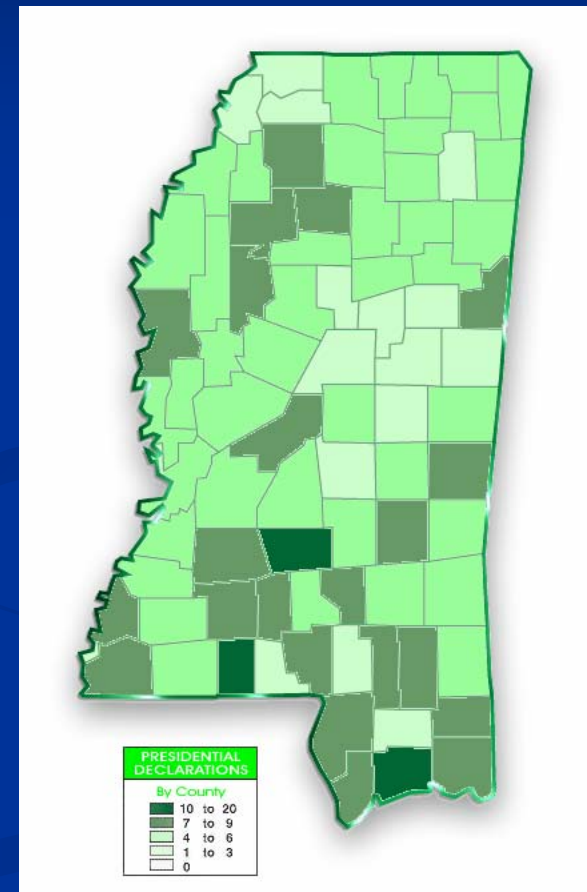 PRESIDENTIAL
DECLARATIONS
By County
10 to 20
7 to 9
4 to 6
1 to 3
0